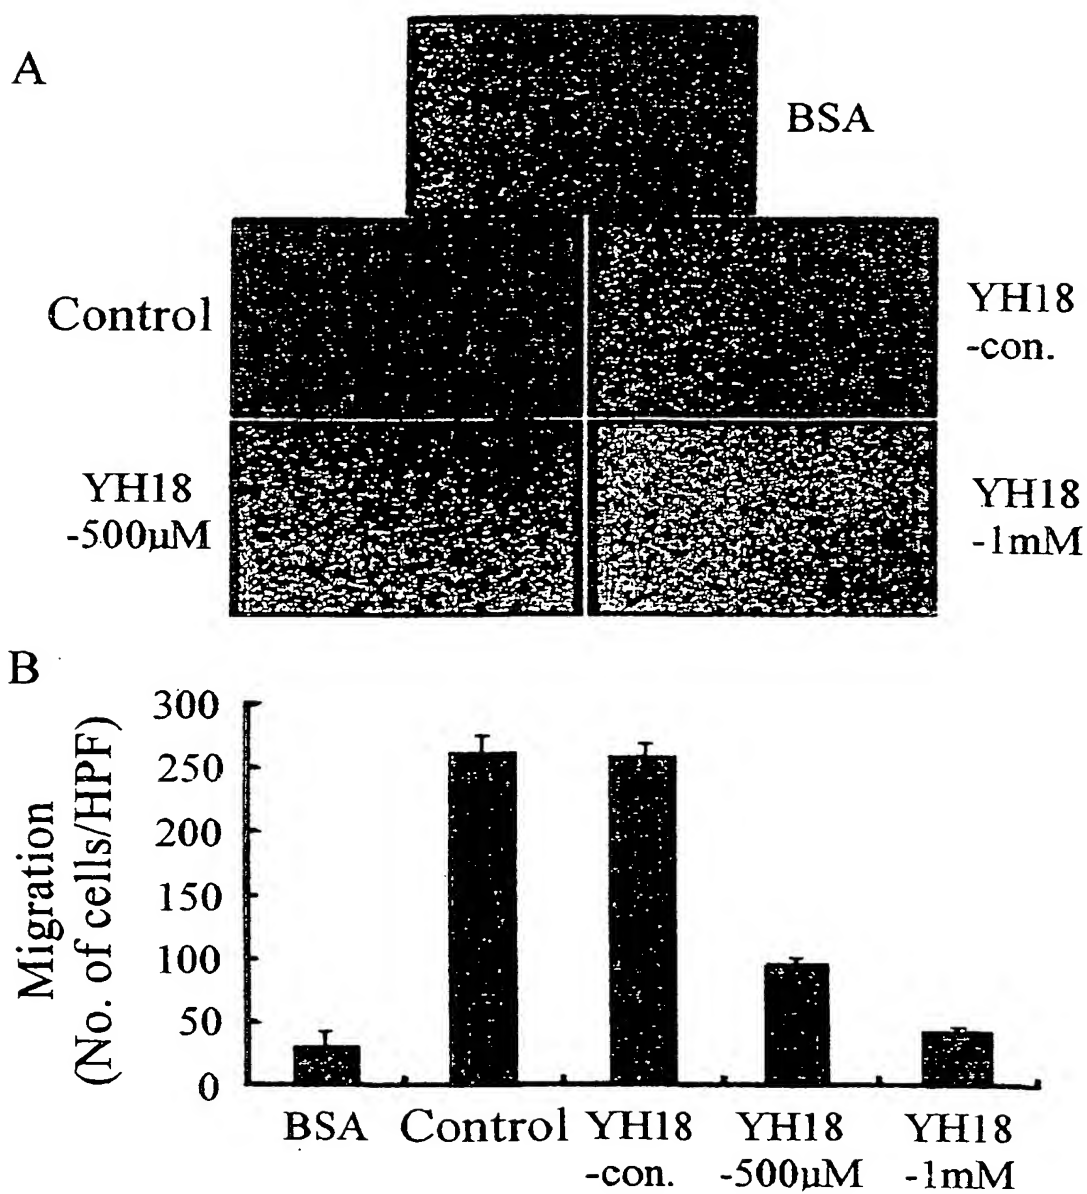 A
BSA
Control
YH18
-con.
YH18
-500µM
YH18
-1mM
B
Migration
(No. of cells/HPF)
300
250
200
150
100
50
0
BSA
Control
YH18
-con.
YH18
-500µM
YH18
-1mM